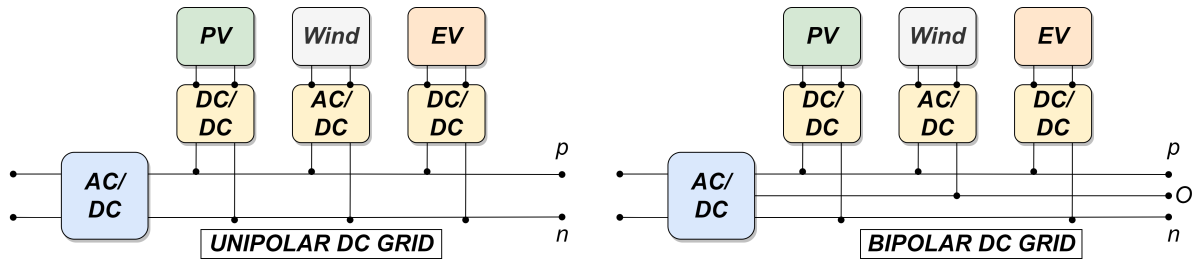 PV Wind EV
DC/ AC/ DC/
DC DC DC
p
AC/
DC
n
UNIPOLAR DC GRID
PV Wind EV
DC/ AC/ DC/
DC DC DC
p
AC/
DC
O
n
BIPOLAR DC GRID